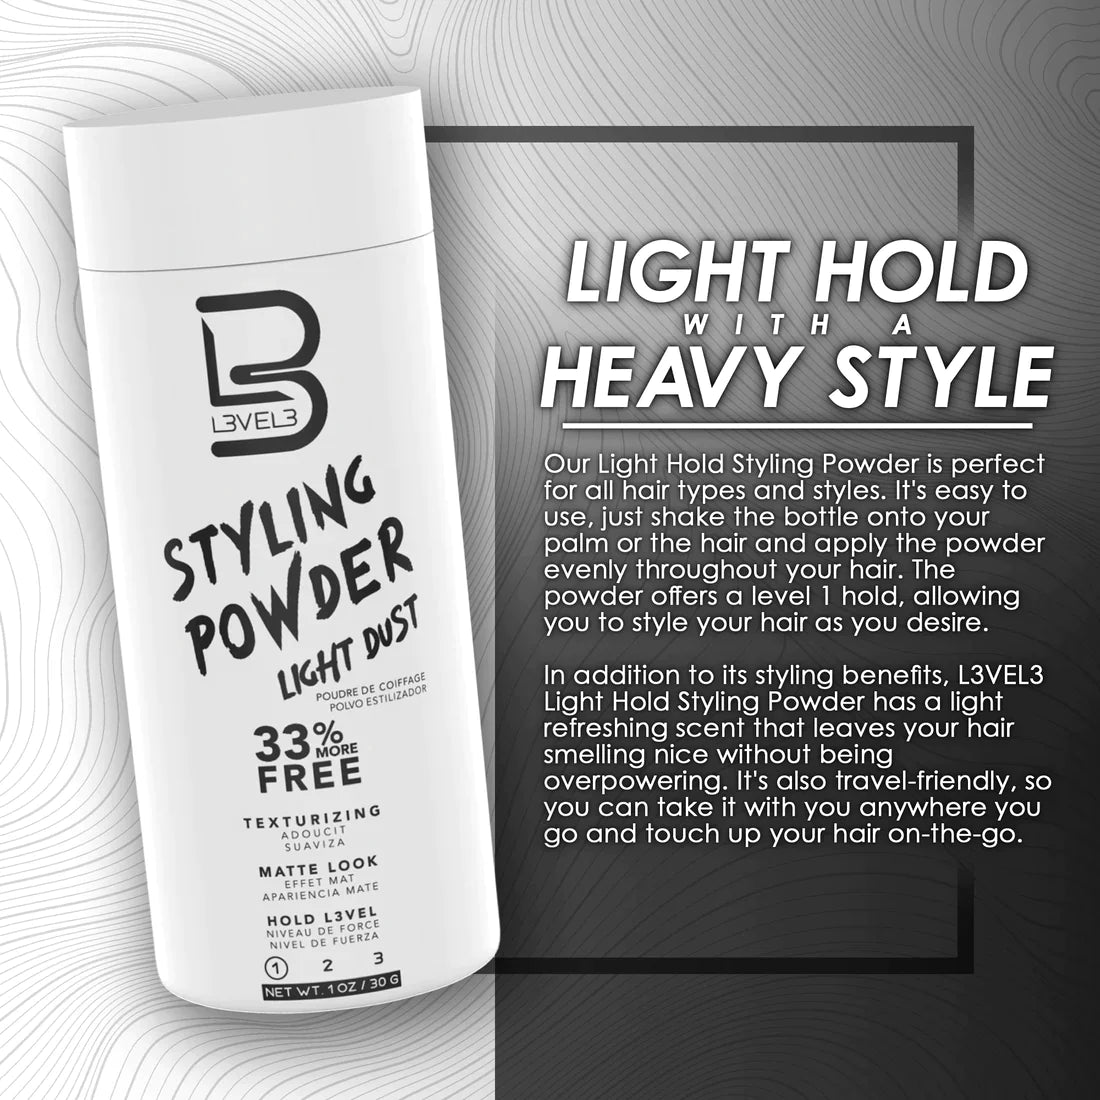 L3VEL3
STYLING
POWDER
LIGHT DUST
POUDRE DE COIFFAGE
POLVO ESTILIZADOR
33%
MORE
FREE
TEXTURIZING
ADOUCIT
SUAVIZA
MATTE LOOK
EFFET MAT
APARIENCIA MATE
HOLD L3VEL
NIVEAU DE FORCE
NIVEL DE FUERZA
1 2 3
NET WT. 1 OZ / 30 G
LIGHT HOLD
WITH A
HEAVY STYLE
Our Light Hold Styling Powder is perfect
for all hair types and styles. It's easy to
use, just shake the bottle onto your
palm or the hair and apply the powder
evenly throughout your hair. The
powder offers a level 1 hold, allowing
you to style your hair as you desire.
In addition to its styling benefits, L3VEL3
Light Hold Styling Powder has a light
refreshing scent that leaves your hair
smelling nice without being
overpowering. It's also travel-friendly, so
you can take it with you anywhere you
go and touch up your hair on-the-go.